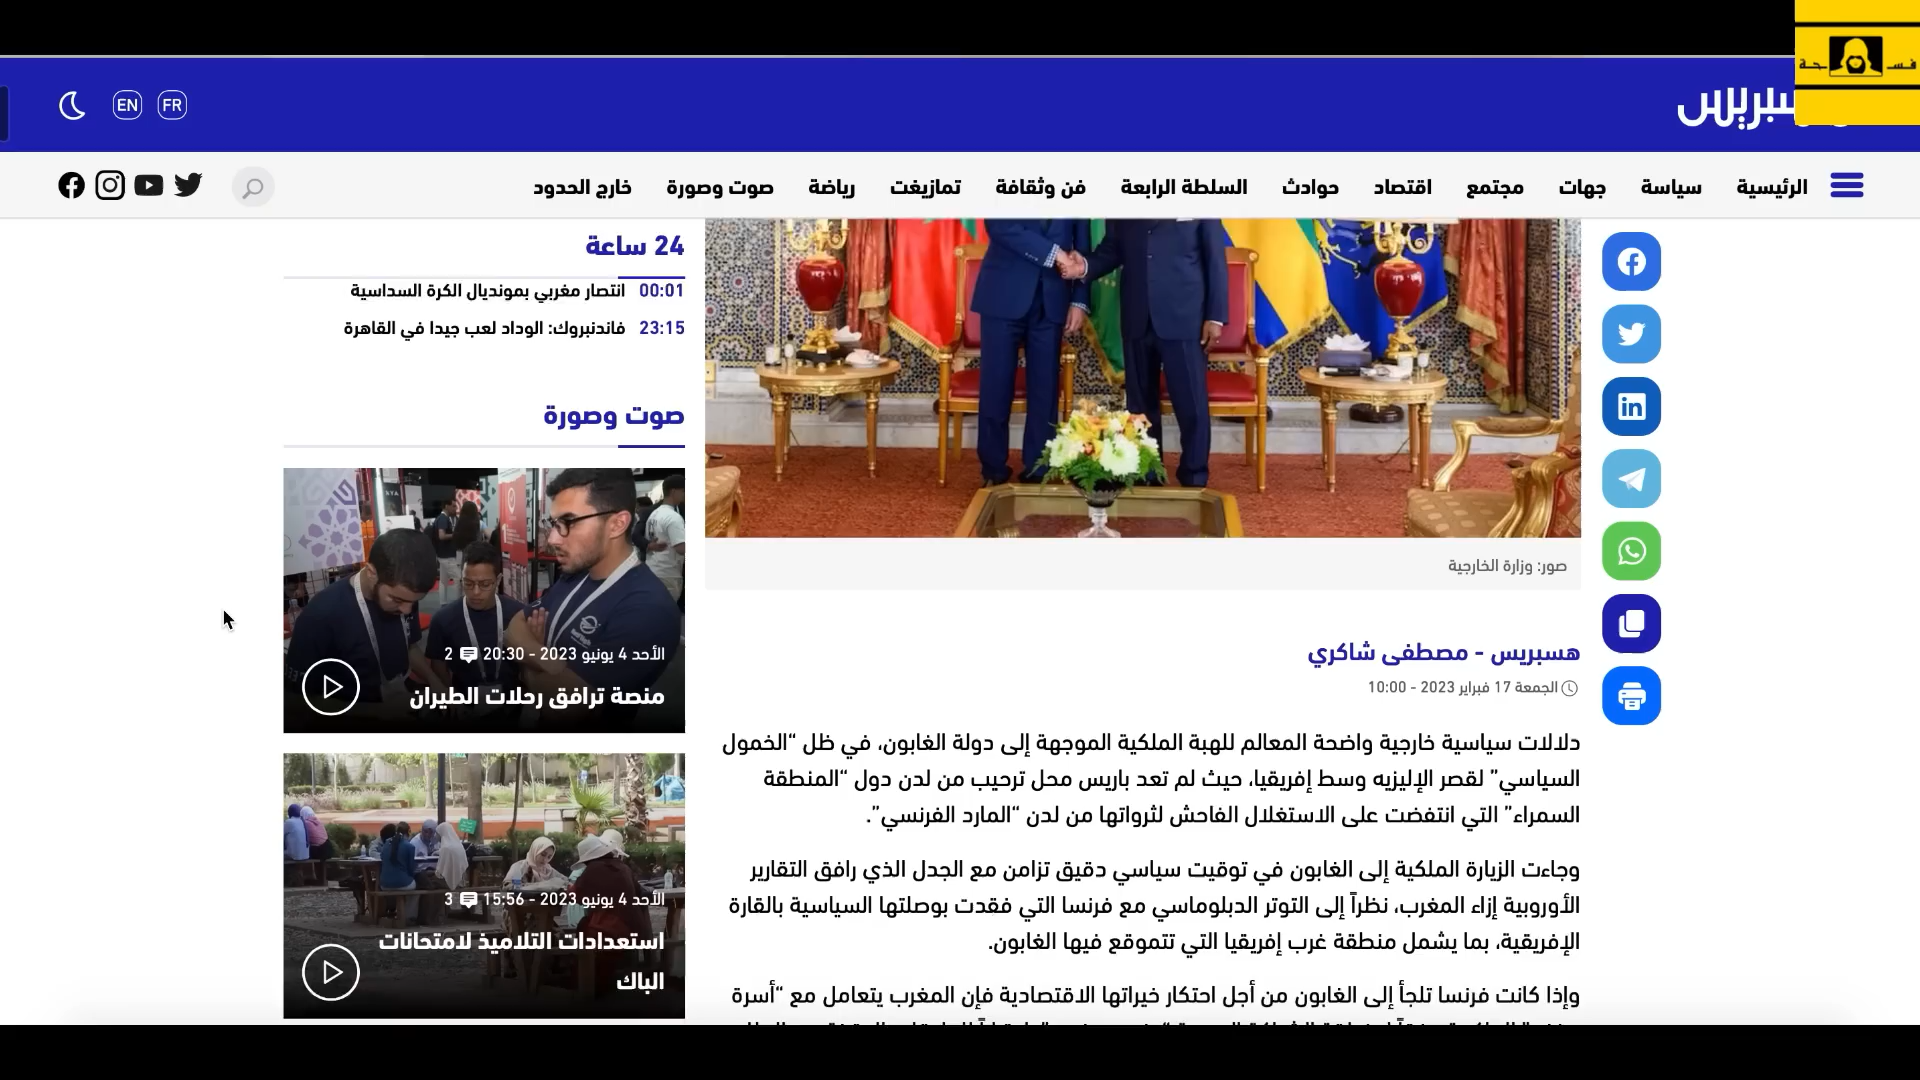 فسحة
EN FR
الرئيسية سياسة جهات مجتمع اقتصاد حوادث السلطة الرابعة فن وثقافة تمازيغت رياضة صوت وصورة خارج الحدود
صور: وزارة الخارجية
هسبريس - مصطفى شاكري
الجمعة 17 فبراير 2023 - 10:00
دلالات سياسية خارجية واضحة المعالم للهبة الملكية الموجهة إلى دولة الغابون، في ظل “الخمول
السياسي” لقصر الإليزيه وسط إفريقيا، حيث لم تعد باريس محل ترحيب من لدن دول “المنطقة
السمراء” التي انتفضت على الاستغلال الفاحش لثرواتها من لدن “المارد الفرنسي”.
وجاءت الزيارة الملكية إلى الغابون في توقيت سياسي دقيق تزامن مع الجدل الذي رافق التقارير
الأوروبية إزاء المغرب، نظراً إلى التوتر الدبلوماسي مع فرنسا التي فقدت بوصلتها السياسية بالقارة
الإفريقية، بما يشمل منطقة غرب إفريقيا التي تتموقع فيها الغابون.
وإذا كانت فرنسا تلجأ إلى الغابون من أجل احتكار خيراتها الاقتصادية فإن المغرب يتعامل مع “أسرة
24 ساعة
00:01 انتصار مغربي بمونديال الكرة السداسية
23:15 فاندنبروك: الوداد لعب جيدا في القاهرة
صوت وصورة
الأحد 4 يونيو 2023 - 20:30 2
منصة ترافق رحلات الطيران
الأحد 4 يونيو 2023 - 15:56 3
استعدادات التلاميذ لامتحانات
الباك